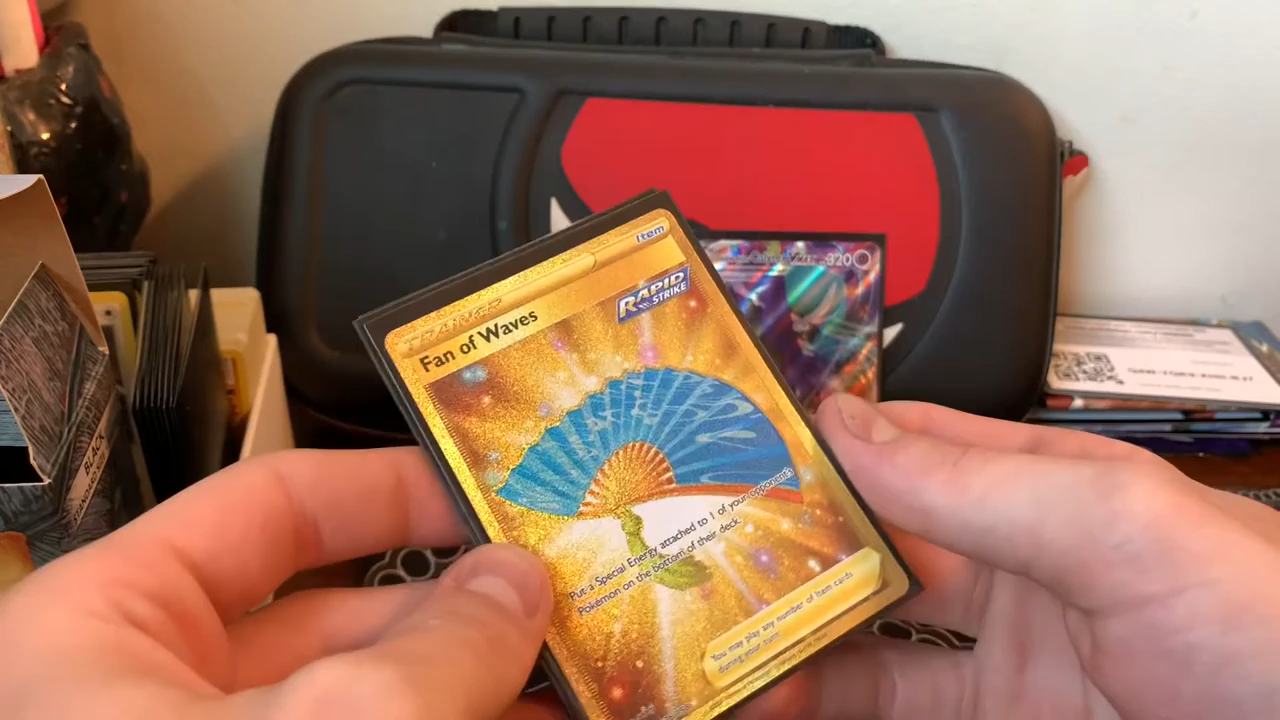 320
Item
TRAINER
RAPID
STRIKE
Fan of Waves
Put a Special Energy attached to 1 of your opponent's
Pokémon on the bottom of their deck.
You may play any number of Item cards
during your turn.
BLACK